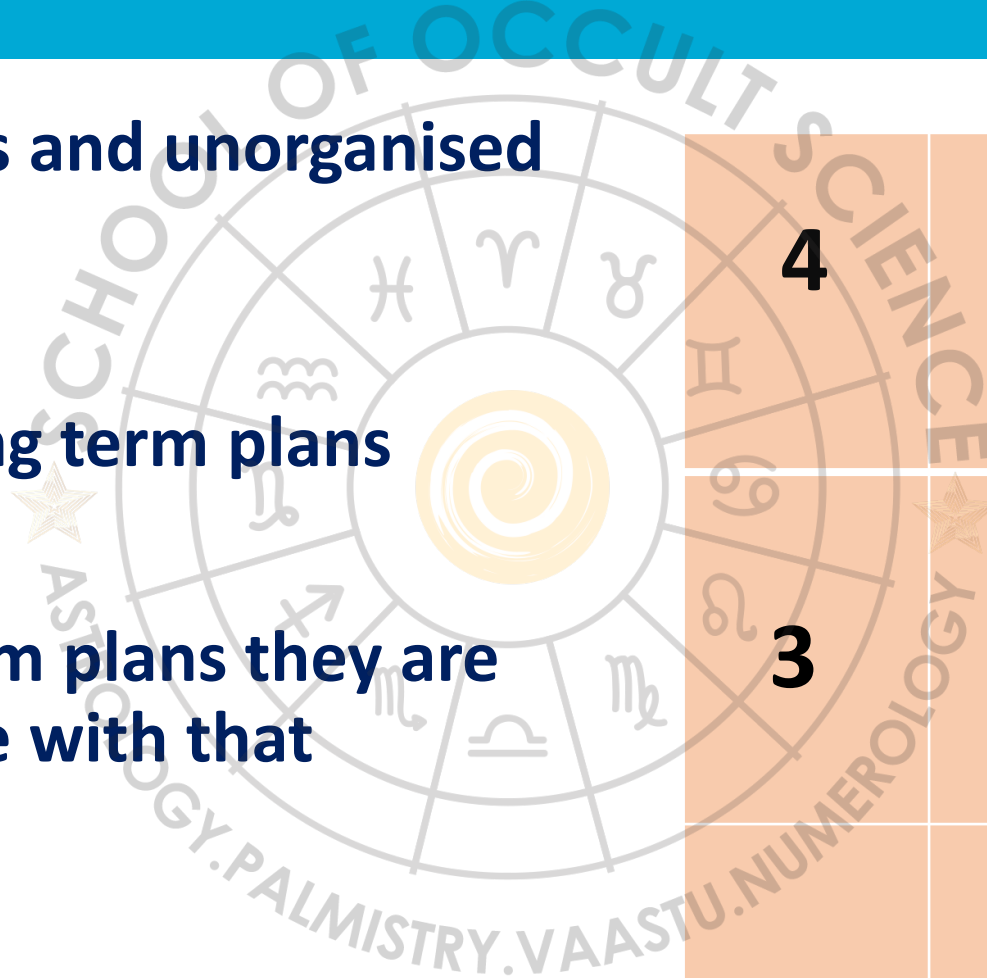 SCHOOL OF OCCULT SCIENCE
s and unorganised
4
ng term plans
m plans they are
3
e with that
ASTROLOGY.PALMISTRY.VAASTU.NUMEROLOGY